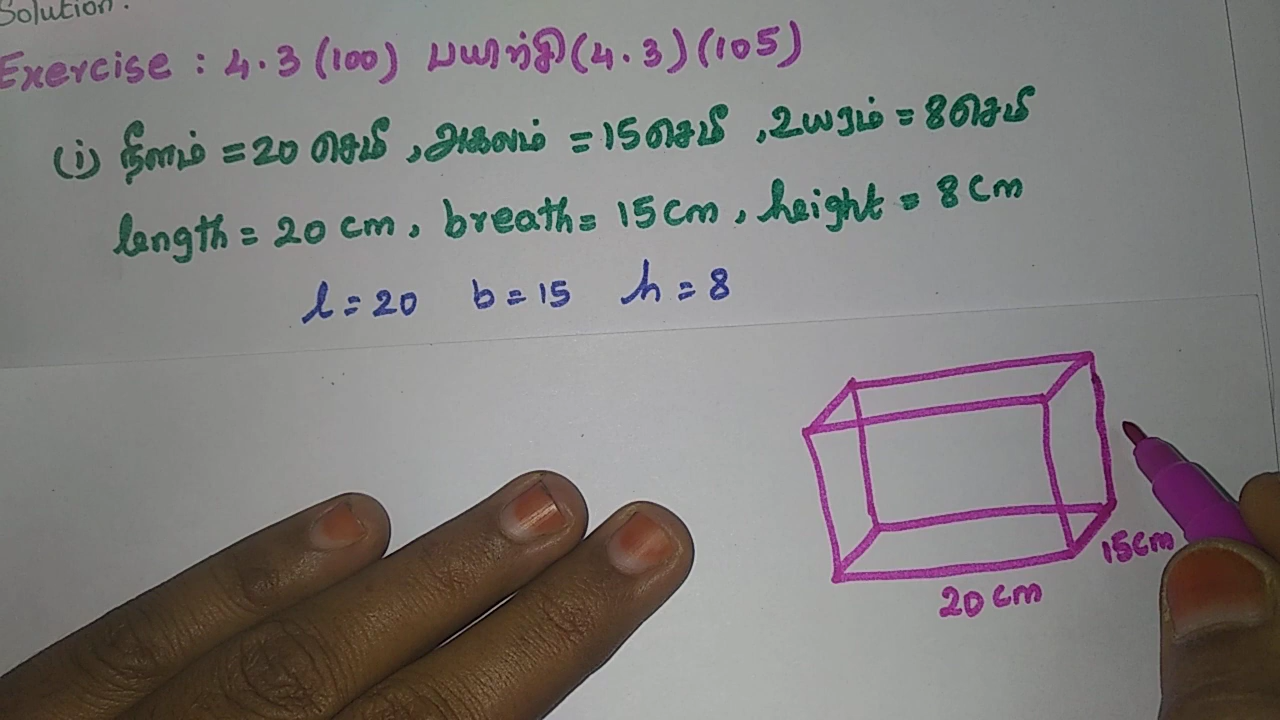 Solution.
Exercise : 4.3 (100) பயிற்சி (4.3) (105)
(i) நீளம் = 20 செமீ, அகலம் = 15 செமீ, உயரம் = 8 செமீ
length = 20 cm, breath = 15 cm, height = 8 cm
l = 20 b = 15 h = 8
15cm
20 cm